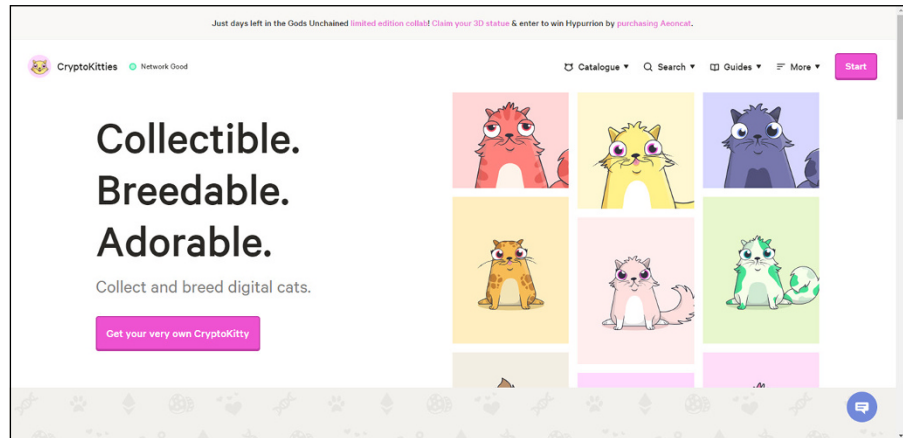 Just days left in the Gods Unchained limited edition collab! Claim your 3D statue & enter to win Hypurrion by purchasing Aeoncat.
CryptoKitties Network Good Catalogue Search Guides More Start
Collectible.
Breedable.
Adorable.
Collect and breed digital cats.
Get your very own CryptoKitty